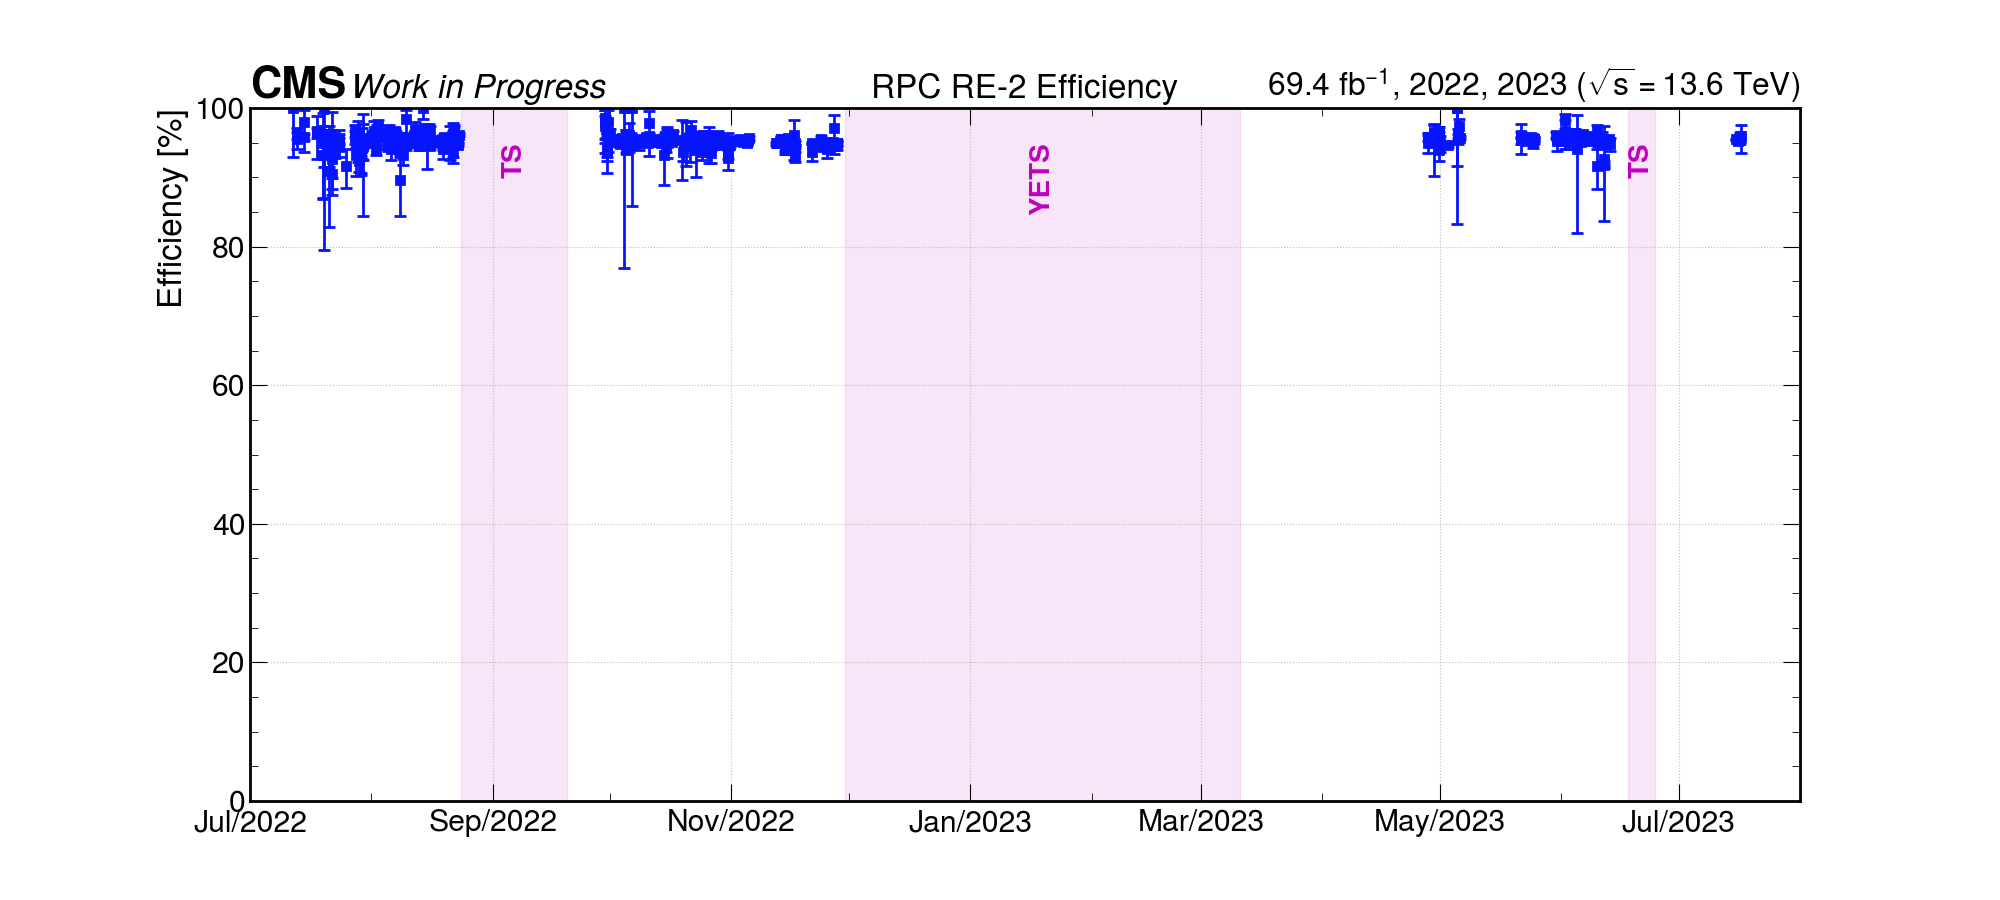 CMS Work in Progress RPC RE-2 Efficiency 69.4 fb⁻¹, 2022, 2023 (√s = 13.6 TeV)
Efficiency [%]
100
80
60
40
20
0
TS
YETS
TS
Jul/2022 Sep/2022 Nov/2022 Jan/2023 Mar/2023 May/2023 Jul/2023